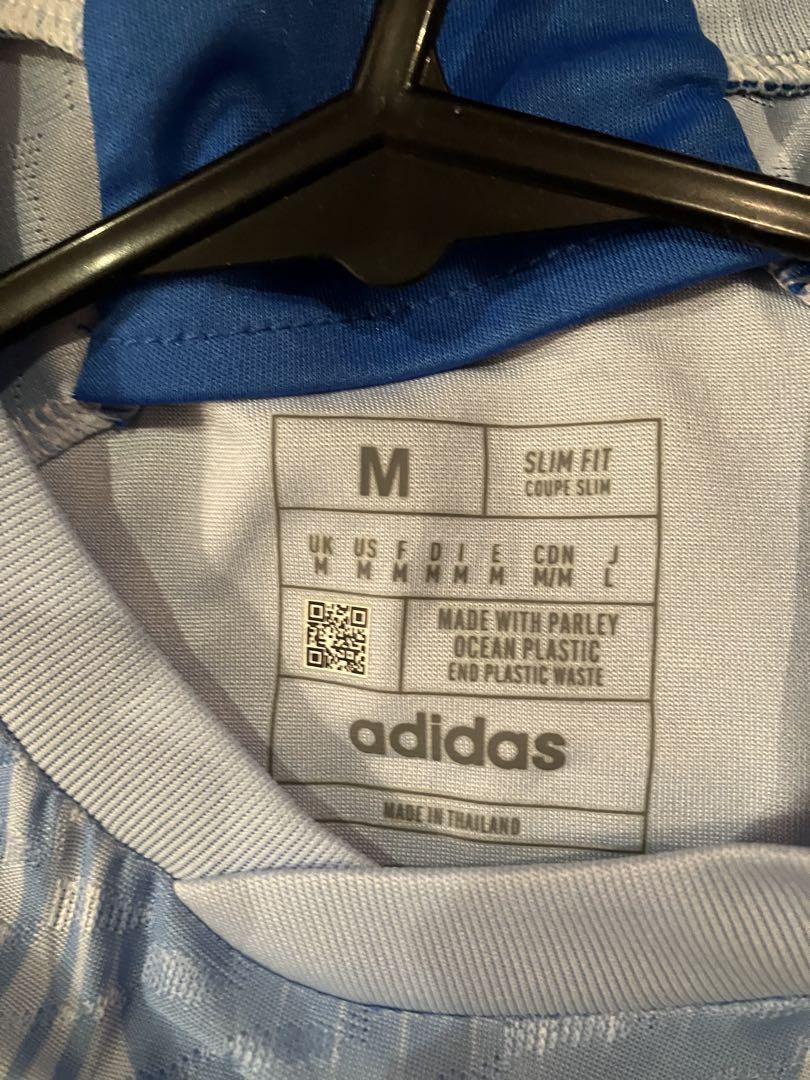 M
SLIM FIT
COUPE SLIM
UK US F D I E CDN J
M M M M M M M/M L
MADE WITH PARLEY
OCEAN PLASTIC
END PLASTIC WASTE
adidas
MADE IN THAILAND